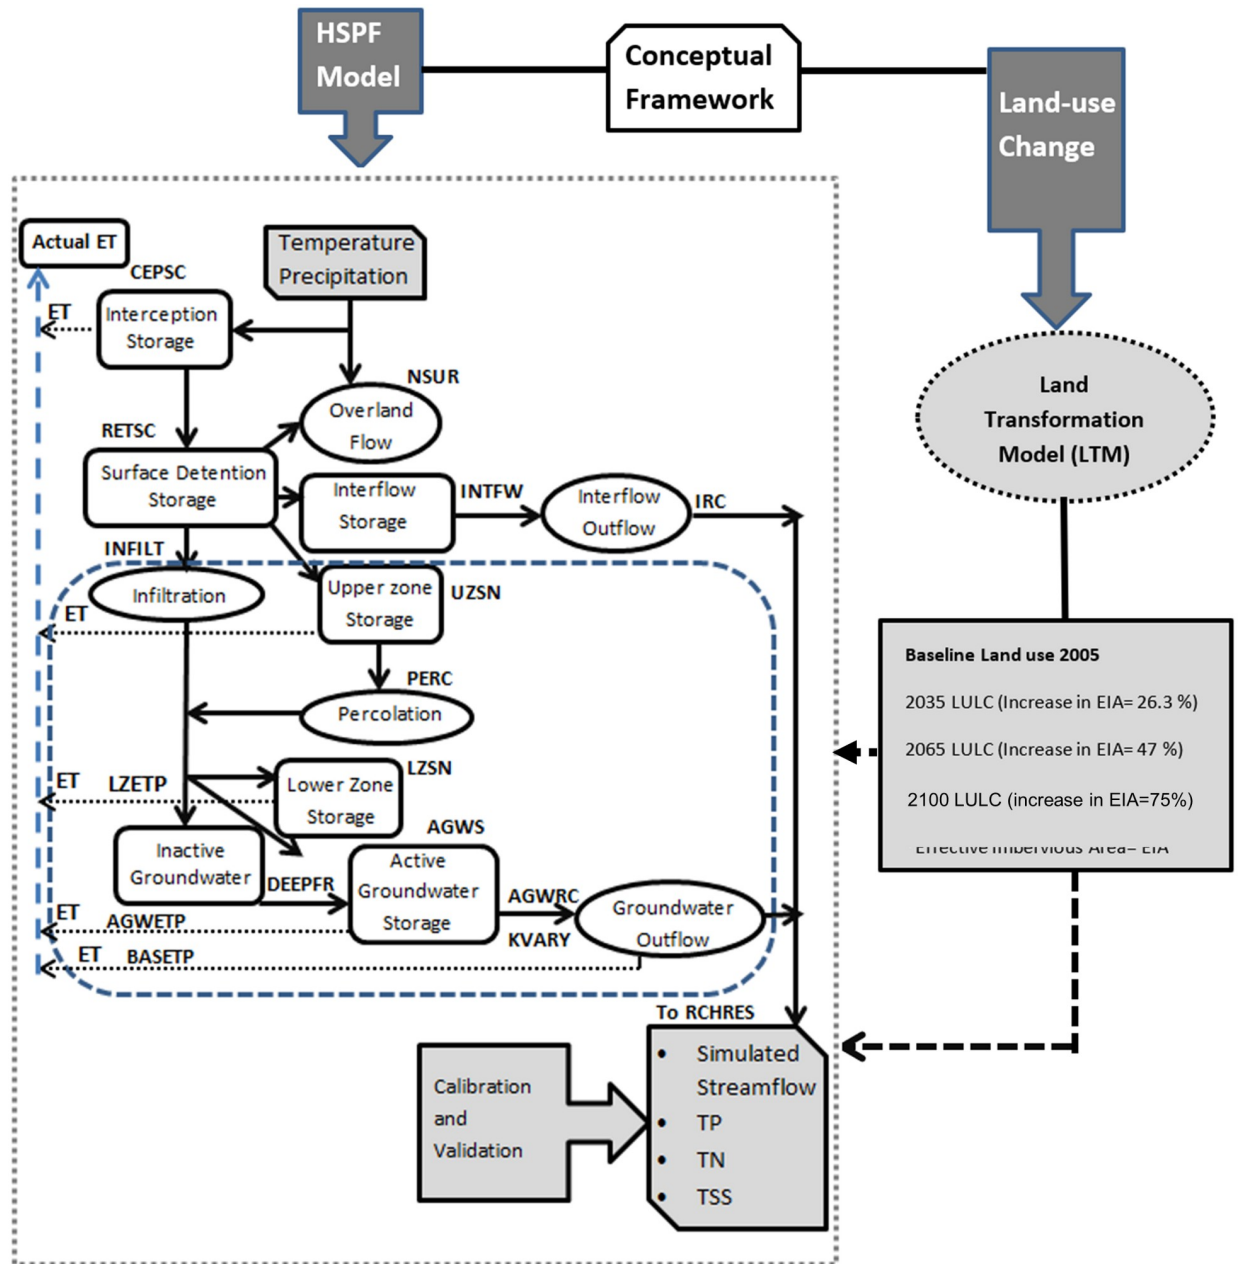 HSPF
Model
Conceptual
Framework
Land-use
Change
Actual ET
Temperature
Precipitation
CEPSC
ET
Interception
Storage
NSUR
Overland
Flow
RETSC
Surface Detention
Storage
Interflow
Storage
INTFW
Interflow
Outflow
IRC
INFILT
Infiltration
Upper zone
Storage
UZSN
ET
PERC
Percolation
ET
LZETP
Lower Zone
Storage
LZSN
Inactive
Groundwater
DEEPFR
AGWS
Active
Groundwater
Storage
AGWRC
KVARY
Groundwater
Outflow
ET
AGWETP
ET BASETP
To RCHRES
• Simulated
Streamflow
• TP
• TN
• TSS
Calibration
and
Validation
Land
Transformation
Model (LTM)
Baseline Land use 2005
2035 LULC (Increase in EIA= 26.3 %)
2065 LULC (Increase in EIA= 47 %)
2100 LULC (increase in EIA=75%)
Effective Impervious Area= EIA